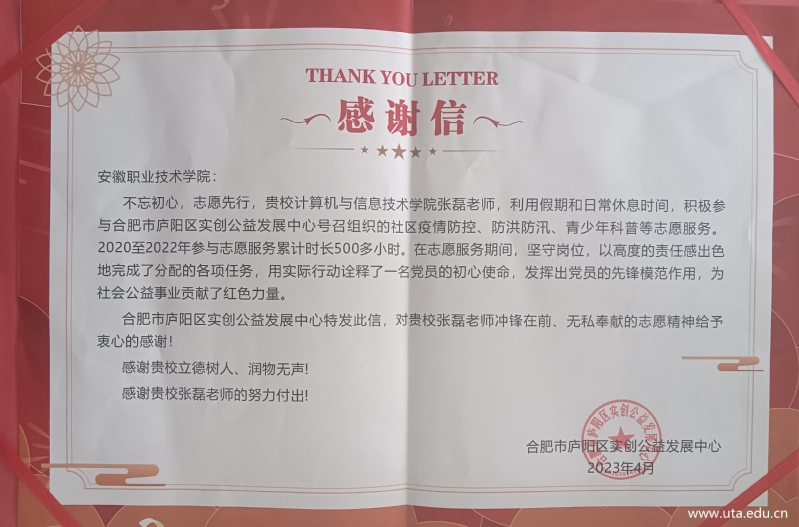 THANK YOU LETTER
感谢信
安徽职业技术学院：
不忘初心，志愿先行，贵校计算机与信息技术学院张磊老师，利用假期和日常休息时间，积极参
与合肥市庐阳区实创公益发展中心号召组织的社区疫情防控、防洪防汛、青少年科普等志愿服务。
2020至2022年参与志愿服务累计时长500多小时。在志愿服务期间，坚守岗位，以高度的责任感出色
地完成了分配的各项任务，用实际行动诠释了一名党员的初心使命，发挥出党员的先锋模范作用，为
社会公益事业贡献了红色力量。
合肥市庐阳区实创公益发展中心特发此信，对贵校张磊老师冲锋在前、无私奉献的志愿精神给予
衷心的感谢！
感谢贵校立德树人、润物无声!
感谢贵校张磊老师的努力付出!
庐阳区实创公益发展
合肥市庐阳区实创公益发展中心
2023年4月
www.uta.edu.cn